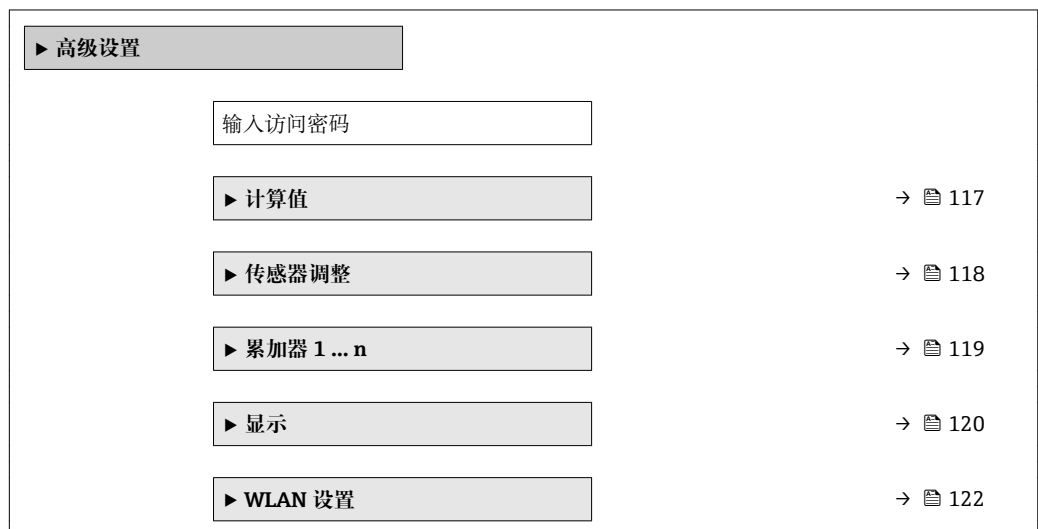 ▶ 高级设置
输入访问密码
▶ 计算值 → 117
▶ 传感器调整 → 118
▶ 累加器 1 ... n → 119
▶ 显示 → 120
▶ WLAN 设置 → 122